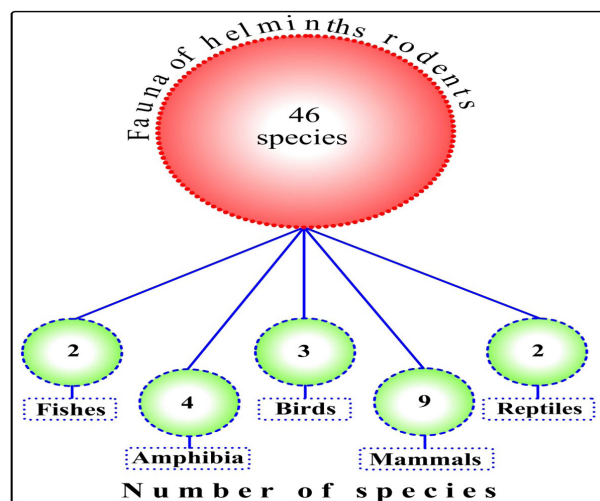 Fauna of helminths rodents
46
species
2
Fishes
4
Amphibia
3
Birds
9
Mammals
2
Reptiles
Number of species